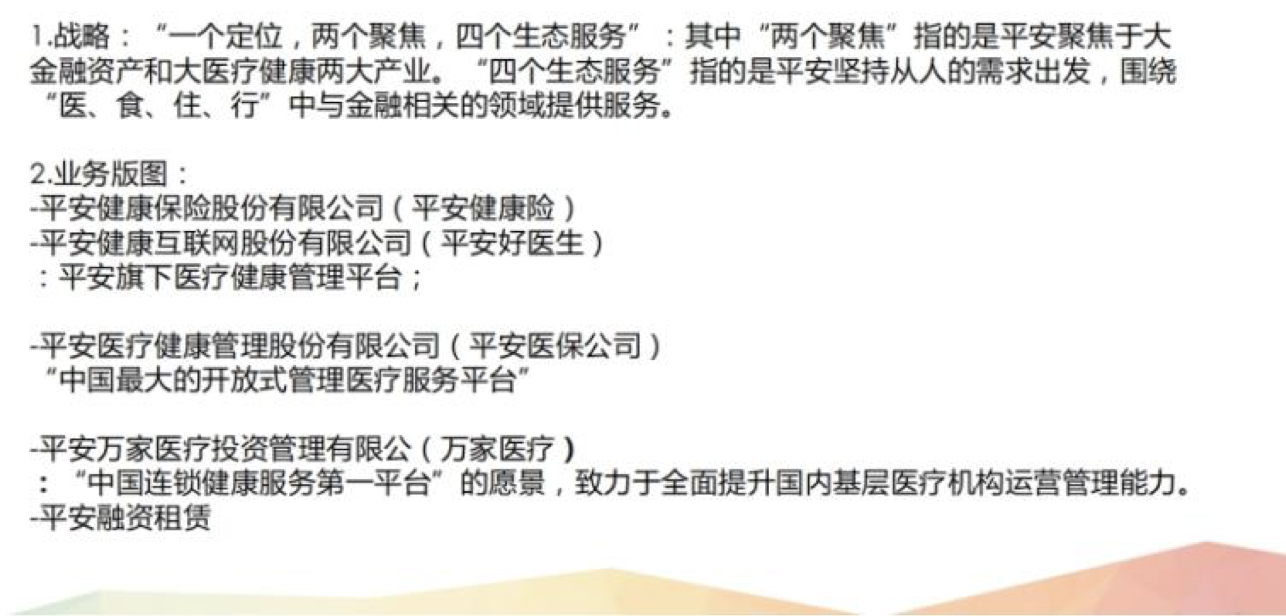 1.战略：“一个定位，两个聚焦，四个生态服务”：其中“两个聚焦”指的是平安聚焦于大
金融资产和大医疗健康两大产业。“四个生态服务”指的是平安坚持从人的需求出发，围绕
“医、食、住、行”中与金融相关的领域提供服务。
2.业务版图：
-平安健康保险股份有限公司（平安健康险）
-平安健康互联网股份有限公司（平安好医生）
：平安旗下医疗健康管理平台；
-平安医疗健康管理股份有限公司（平安医保公司）
“中国最大的开放式管理医疗服务平台”
-平安万家医疗投资管理有限公（万家医疗）
：“中国连锁健康服务第一平台”的愿景，致力于全面提升国内基层医疗机构运营管理能力。
-平安融资租赁